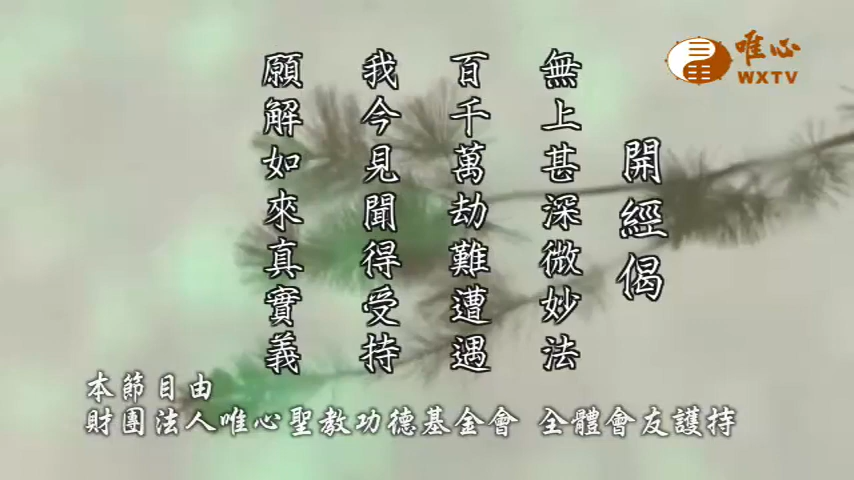 開經偈
無上甚深微妙法
百千萬劫難遭遇
我今見聞得受持
願解如來真實義
本節目由
財團法人唯心聖教功德基金會 全體會友護持
唯心
WXTV